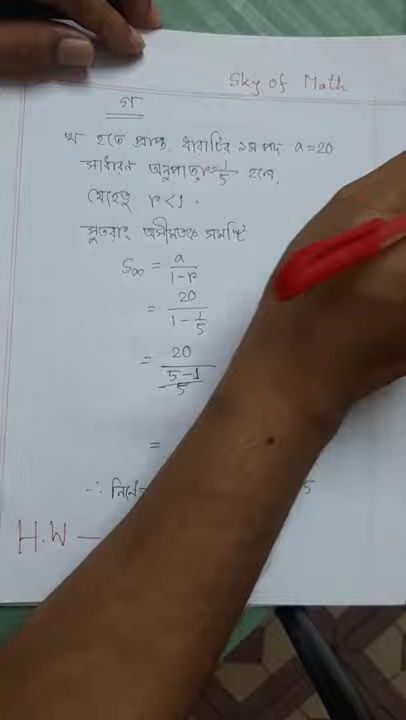 Sky of Math
গ
খ হতে প্রাপ্ত ধারাটির ১ম পদ a = 20
সাধারণ অনুপাত r = 1/5 হলে,
যেহেতু r < 1.
সুতরাং অসীমতক সমষ্টি
S∞ = a/(1-r)
= 20/(1 - 1/5)
= 20/((5-1)/5)
=
∴ 5
H.W —